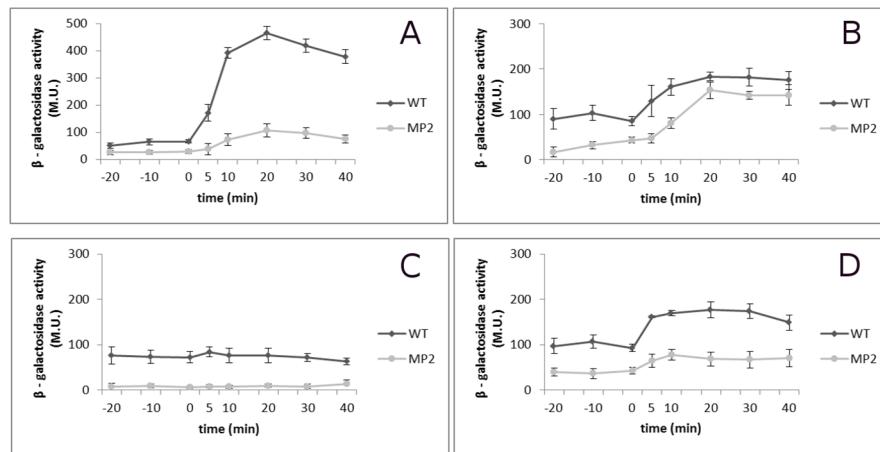 A
β - galactosidase activity
(M.U.)
500
400
300
200
100
0
-20 -10 0 5 10 20 30 40
time (min)
WT
MP2
B
β - galactosidase activity
(M.U.)
300
200
100
0
-20 -10 0 5 10 20 30 40
time (min)
WT
MP2
C
β - galactosidase activity
(M.U.)
300
200
100
0
-20 -10 0 5 10 20 30 40
time (min)
WT
MP2
D
β - galactosidase activity
(M.U.)
300
200
100
0
-20 -10 0 5 10 20 30 40
time (min)
WT
MP2